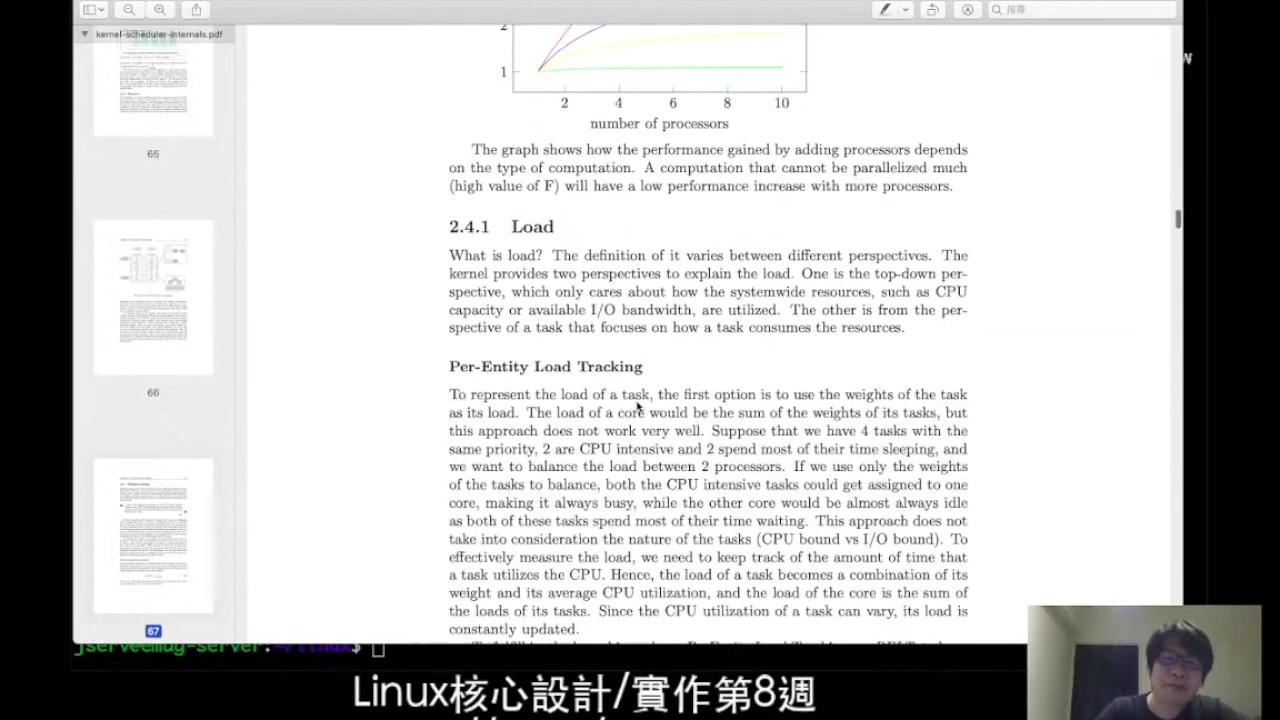 搜尋
kernel-scheduler-internals.pdf
65
66
67
2
1
2 4 6 8 10
number of processors
The graph shows how the performance gained by adding processors depends
on the type of computation. A computation that cannot be parallelized much
(high value of F) will have a low performance increase with more processors.
2.4.1 Load
What is load? The definition of it varies between different perspectives. The
kernel provides two perspectives to explain the load. One is the top-down per-
spective, which only cares about how the systemwide resources, such as CPU
capacity or available I/O bandwidth, are utilized. The other is from the per-
spective of a task that focuses on how a task consumes the resources.
Per-Entity Load Tracking
To represent the load of a task, the first option is to use the weights of the task
as its load. The load of a core would be the sum of the weights of its tasks, but
this approach does not work very well. Suppose that we have 4 tasks with the
same priority, 2 are CPU intensive and 2 spend most of their time sleeping, and
we want to balance the load between 2 processors. If we use only the weights
of the tasks to balance, both the CPU intensive tasks could get assigned to one
core, making it always busy, while the other core would be almost always idle
as both of these tasks spend most of their time waiting. This approach does not
take into consideration the nature of the tasks (CPU bound vs I/O bound). To
effectively measure the load, we need to keep track of the amount of time that
a task utilizes the CPU. Hence, the load of a task becomes a combination of its
weight and its average CPU utilization, and the load of the core is the sum of
the loads of its tasks. Since the CPU utilization of a task can vary, its load is
constantly updated.
Linux核心設計/實作第8週